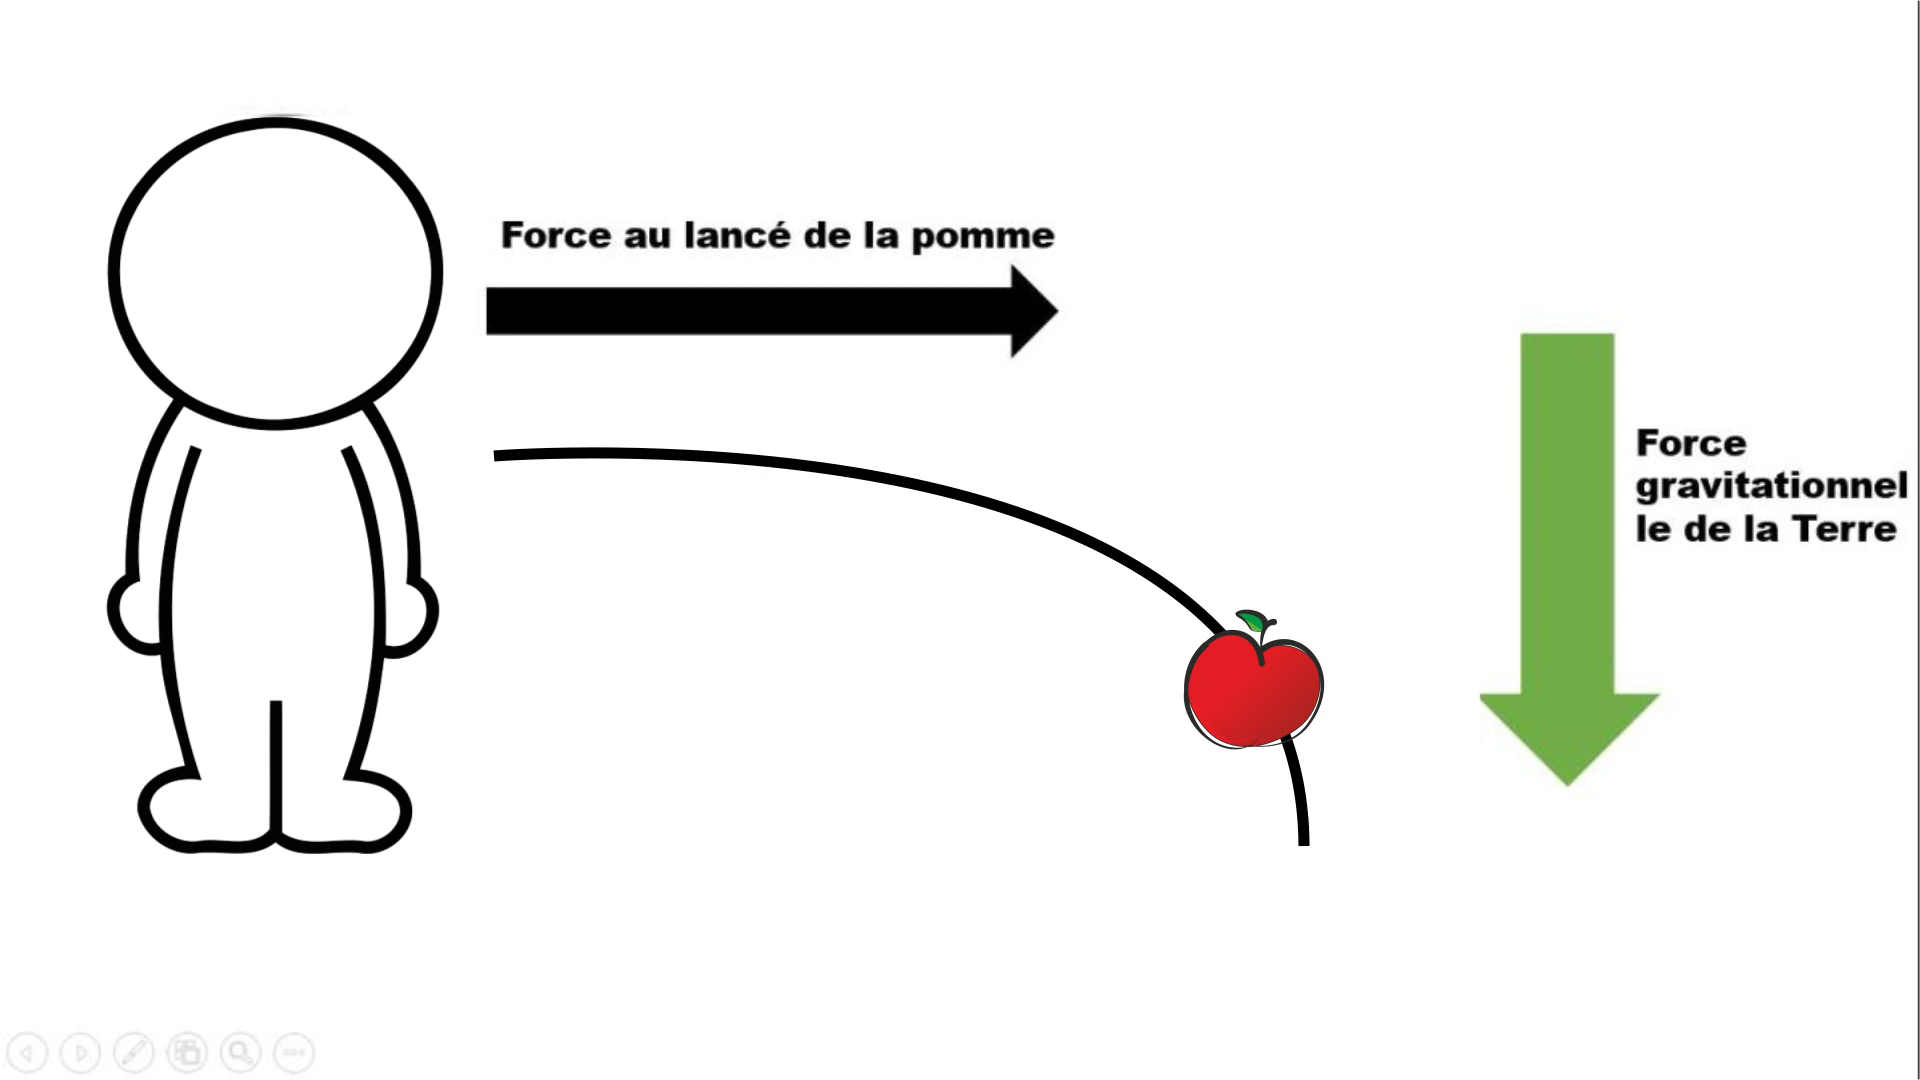 Force au lancé de la pomme
Force
gravitationnel
le de la Terre